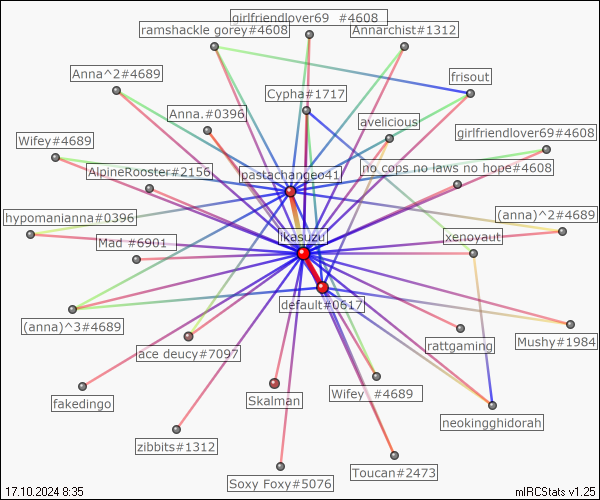 girlfriendlover69 #4608
ramshackle gorey#4608
Annarchist#1312
Anna^2#4689
frisout
Cypha#1717
Anna.#0396
avelicious
Wifey#4689
girlfriendlover69#4608
AlpineRooster#2156
pastachangeo41
no cops no laws no hope#4608
hypomanianna#0396
(anna)^2#4689
Mad #6901
ikasuzu
xenoyaut
default#0617
(anna)^3#4689
ace deucy#7097
rattgaming
Mushy#1984
fakedingo
Skalman
Wifey #4689
neokingghidorah
zibbits#1312
Soxy Foxy#5076
Toucan#2473
17.10.2024 8:35
mIRCStats v1.25